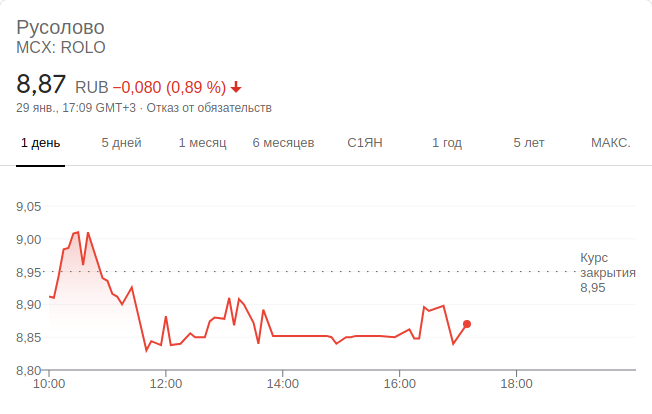 Русолово
MCX: ROLO
8,87 RUB −0,080 (0,89 %)
29 янв., 17:09 GMT+3 · Отказ от обязательств
1 день 5 дней 1 месяц 6 месяцев С1ЯН 1 год 5 лет МАКС.
9,05
9,00
8,95
8,90
8,85
8,80
Курс
закрытия
8,95
10:00 12:00 14:00 16:00 18:00